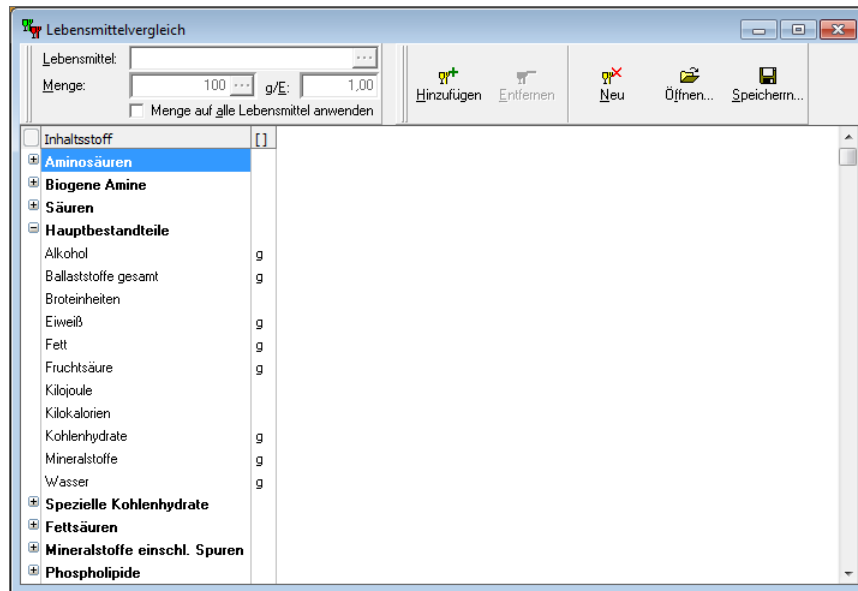 Lebensmittelvergleich
Lebensmittel:
Menge: 100 g/E: 1,00
Menge auf alle Lebensmittel anwenden
Hinzufügen Entfernen Neu Öffnen... Speichern...
Inhaltsstoff [ ]
Aminosäuren
Biogene Amine
Säuren
Hauptbestandteile
Alkohol g
Ballaststoffe gesamt g
Broteinheiten
Eiweiß g
Fett g
Fruchtsäure g
Kilojoule
Kilokalorien
Kohlenhydrate g
Mineralstoffe g
Wasser g
Spezielle Kohlenhydrate
Fettsäuren
Mineralstoffe einschl. Spuren
Phospholipide